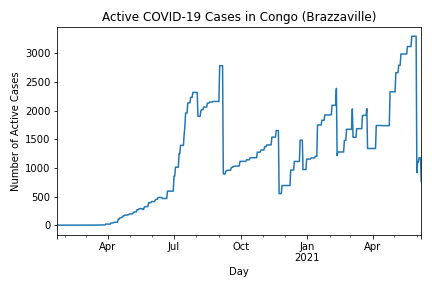 Active COVID-19 Cases in Congo (Brazzaville)
Number of Active Cases
3000
2500
2000
1500
1000
500
0
Apr
Jul
Oct
Jan
2021
Apr
Day